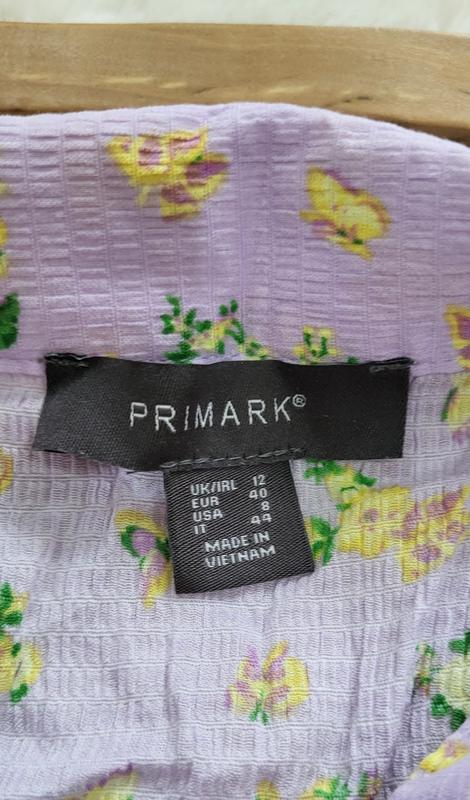 PRIMARK®
UK/IRL 12
EUR 40
USA 8
IT 44
MADE IN
VIETNAM